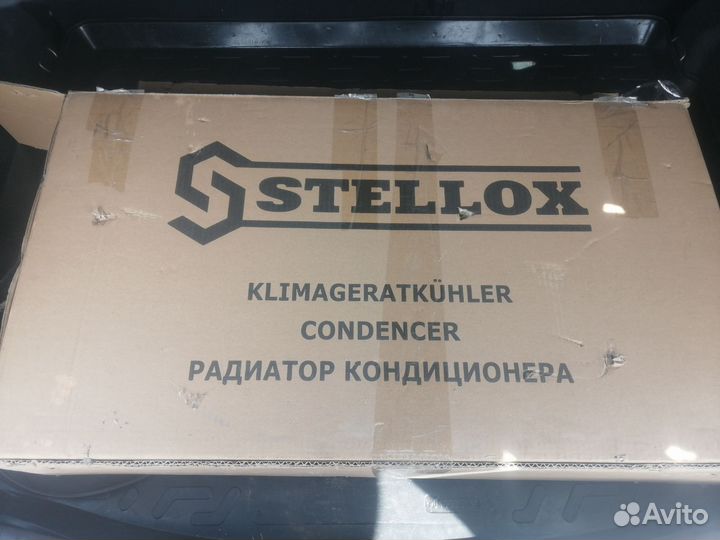 STELLOX
KLIMAGERATKÜHLER
CONDENCER
РАДИАТОР КОНДИЦИОНЕРА
Avito